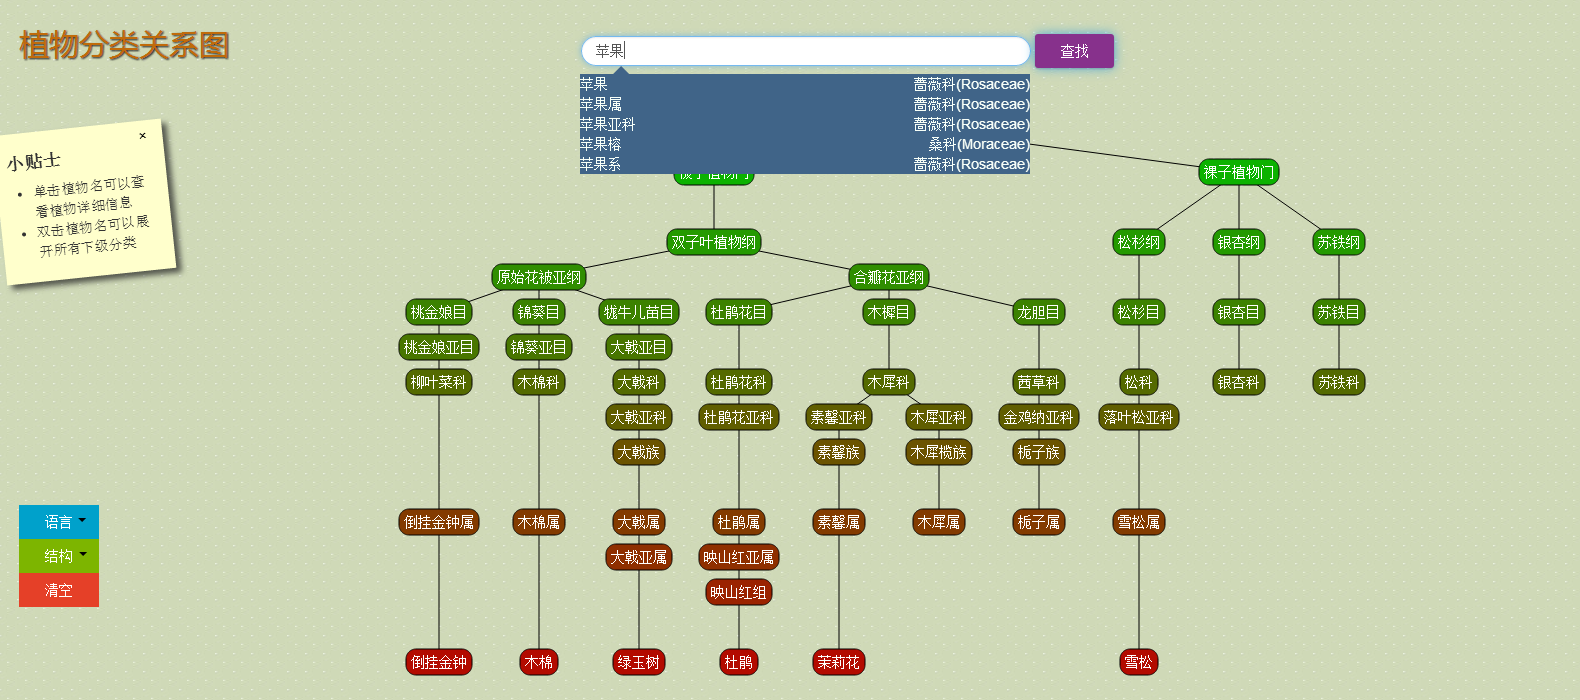 植物分类关系图
苹果
查找
苹果 蔷薇科(Rosaceae)
苹果属 蔷薇科(Rosaceae)
苹果亚科 蔷薇科(Rosaceae)
苹果榕 桑科(Moraceae)
苹果系 蔷薇科(Rosaceae)
×
小贴士
单击植物名可以查
看植物详细信息
双击植物名可以展
开所有下级分类
被子植物门 裸子植物门
双子叶植物纲 松杉纲 银杏纲 苏铁纲
原始花被亚纲 合瓣花亚纲
桃金娘目 锦葵目 牻牛儿苗目 杜鹃花目 木樨目 龙胆目 松杉目 银杏目 苏铁目
桃金娘亚目 锦葵亚目 大戟亚目
柳叶菜科 木棉科 大戟科 杜鹃花科 木犀科 茜草科 松科 银杏科 苏铁科
大戟亚科 杜鹃花亚科 素馨亚科 木犀亚科 金鸡纳亚科 落叶松亚科
大戟族 素馨族 木犀榄族 栀子族
倒挂金钟属 木棉属 大戟属 杜鹃属 素馨属 木犀属 栀子属 雪松属
大戟亚属 映山红亚属
映山红组
倒挂金钟 木棉 绿玉树 杜鹃 茉莉花 雪松
语言
结构
清空